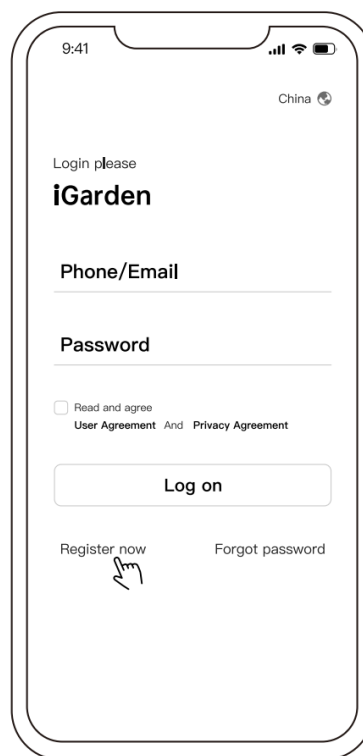 9:41
China
Login please
iGarden
Phone/Email
Password
Read and agree
User Agreement And Privacy Agreement
Log on
Register now Forgot password